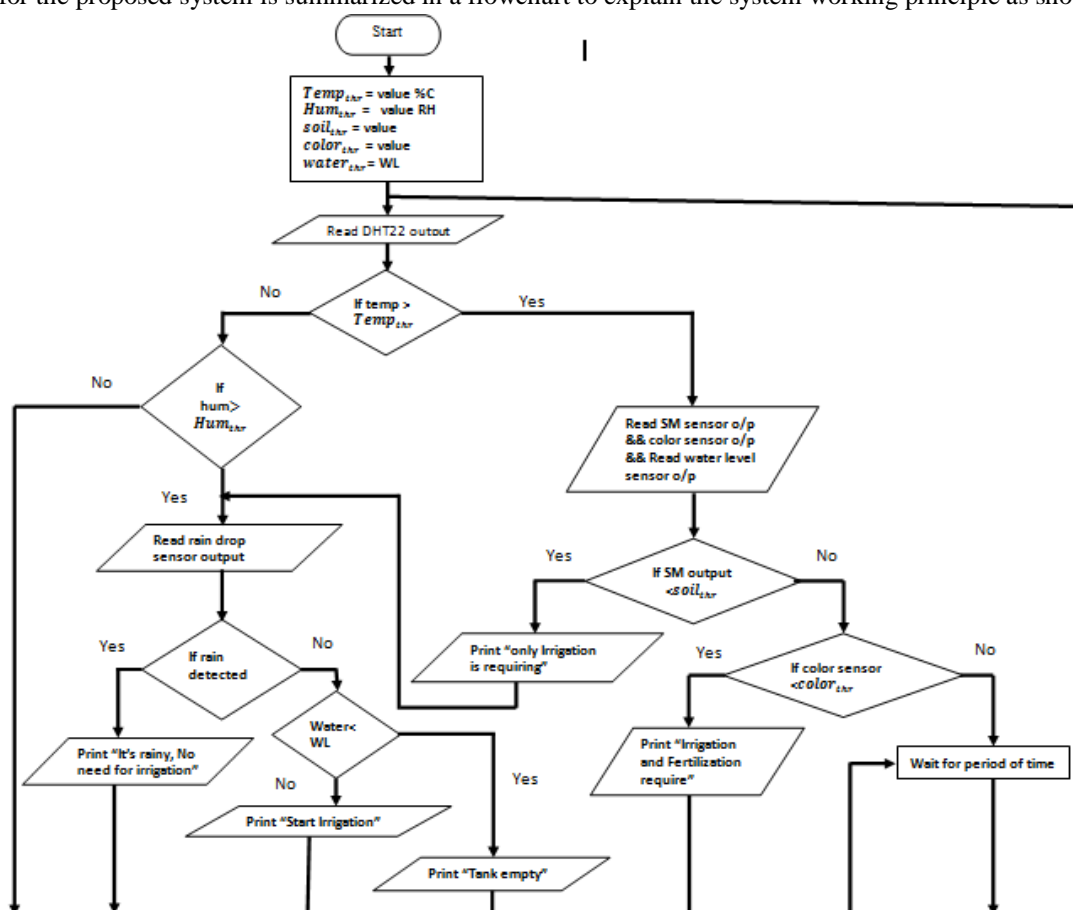 for the proposed system is summarized in a flowchart to explain the system working principle as sho
Start
Temp_thr = value %C
Hum_thr = value RH
soil_thr = value
color_thr = value
water_thr = WL
Read DHT22 output
No
If temp >
Temp_thr
Yes
No
If
hum>
Hum_thr
Read SM sensor o/p
&& color sensor o/p
&& Read water level
sensor o/p
Yes
Read rain drop
sensor output
Yes
If SM output
<soil_thr
No
Yes
If rain
detected
No
Print “only Irrigation
is requiring”
Yes
If color sensor
<color_thr
No
Print “It's rainy, No
need for irrigation”
Water<
WL
No
Yes
Print “Irrigation
and Fertilization
require”
Wait for period of time
Print “Start Irrigation”
Print “Tank empty”